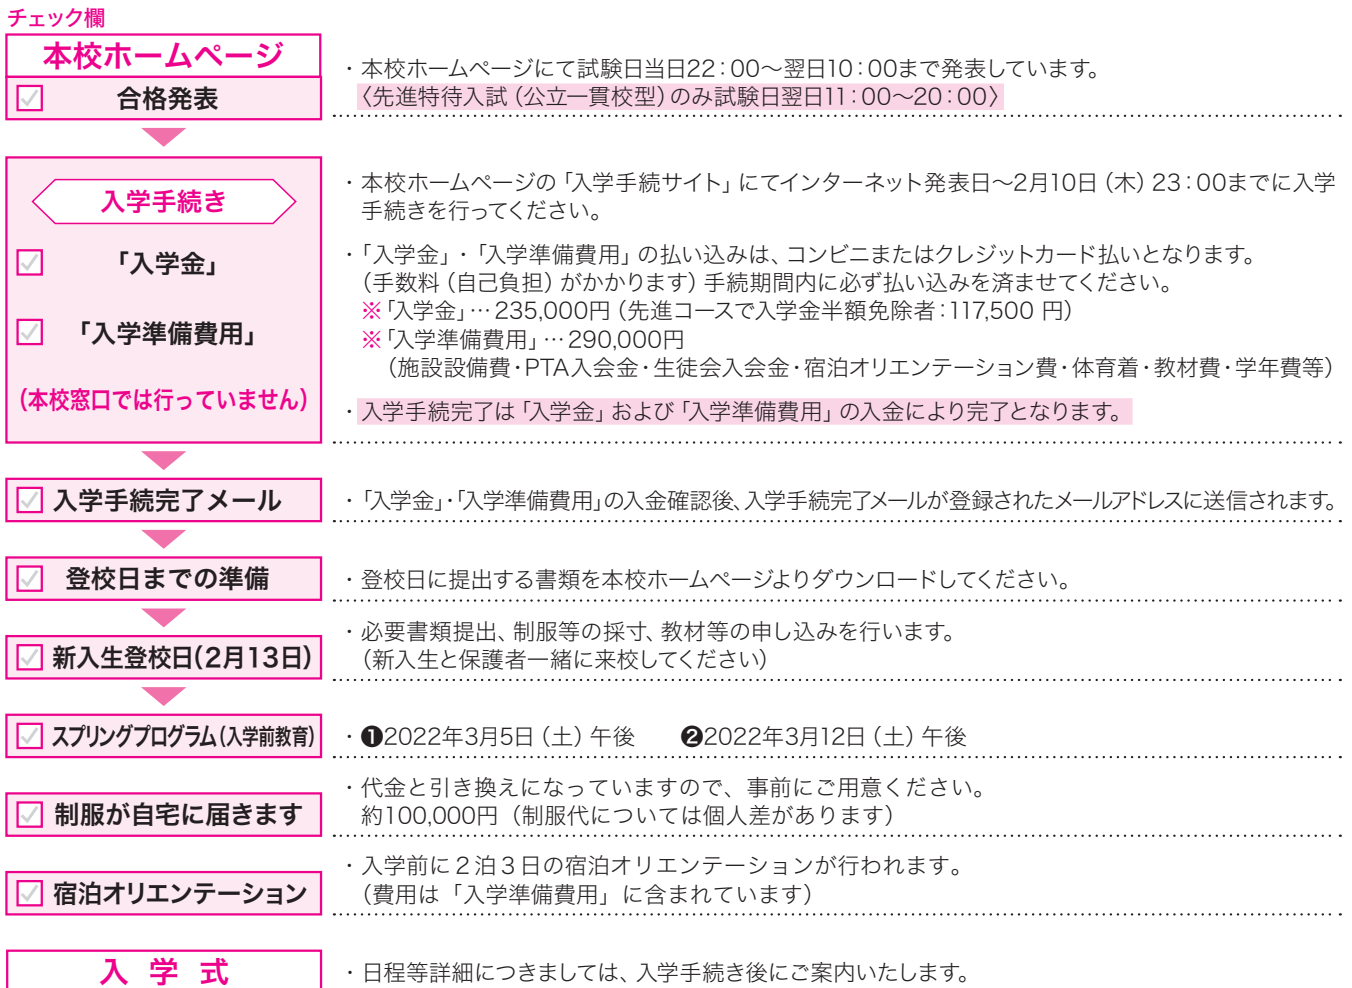 チェック欄
本校ホームページ
合格発表
・本校ホームページにて試験日当日22：00～翌日10：00まで発表しています。
〈先進特待入試（公立一貫校型）のみ試験日翌日11：00～20：00〉
入学手続き
「入学金」
「入学準備費用」
（本校窓口では行っていません）
・本校ホームページの「入学手続サイト」にてインターネット発表日～2月10日（木）23：00までに入学
手続きを行ってください。
・「入学金」・「入学準備費用」の払い込みは、コンビニまたはクレジットカード払いとなります。
（手数料（自己負担）がかかります）手続期間内に必ず払い込みを済ませてください。
※「入学金」…235,000円（先進コースで入学金半額免除者：117,500 円）
※「入学準備費用」…290,000円
（施設設備費・PTA入会金・生徒会入会金・宿泊オリエンテーション費・体育着・教材費・学年費等）
・入学手続完了は「入学金」および「入学準備費用」の入金により完了となります。
入学手続完了メール
・「入学金」・「入学準備費用」の入金確認後、入学手続完了メールが登録されたメールアドレスに送信されます。
登校日までの準備
・登校日に提出する書類を本校ホームページよりダウンロードしてください。
新入生登校日（2月13日）
・必要書類提出、制服等の採寸、教材等の申し込みを行います。
（新入生と保護者一緒に来校してください）
スプリングプログラム（入学前教育）
・❶2022年3月5日（土）午後　❷2022年3月12日（土）午後
制服が自宅に届きます
・代金と引き換えになっていますので、事前にご用意ください。
約100,000円（制服代については個人差があります）
宿泊オリエンテーション
・入学前に２泊３日の宿泊オリエンテーションが行われます。
（費用は「入学準備費用」に含まれています）
入 学 式
・日程等詳細につきましては、入学手続き後にご案内いたします。